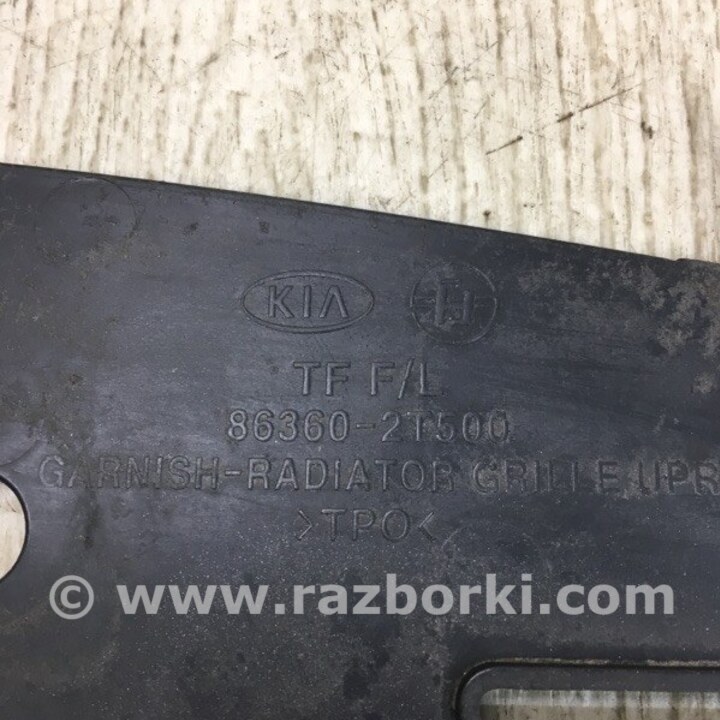 KIA H
TF F/L
86360-2T500
GARNISH-RADIATOR GRILLE UPR
>TPO<
© www.razborki.com